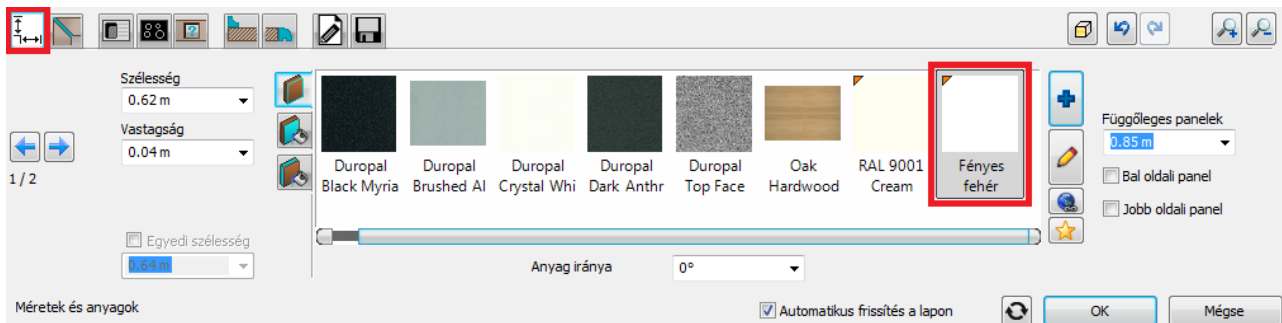 Szélesség
0.62 m
Vastagság
0.04 m
1 / 2
Egyedi szélesség
0.64 m
Duropal
Black Myria
Duropal
Brushed Al
Duropal
Crystal Whi
Duropal
Dark Anthr
Duropal
Top Face
Oak
Hardwood
RAL 9001
Cream
Fényes
fehér
Anyag iránya
0°
Függőleges panelek
0.85 m
Bal oldali panel
Jobb oldali panel
Méretek és anyagok
Automatikus frissítés a lapon
OK
Mégse